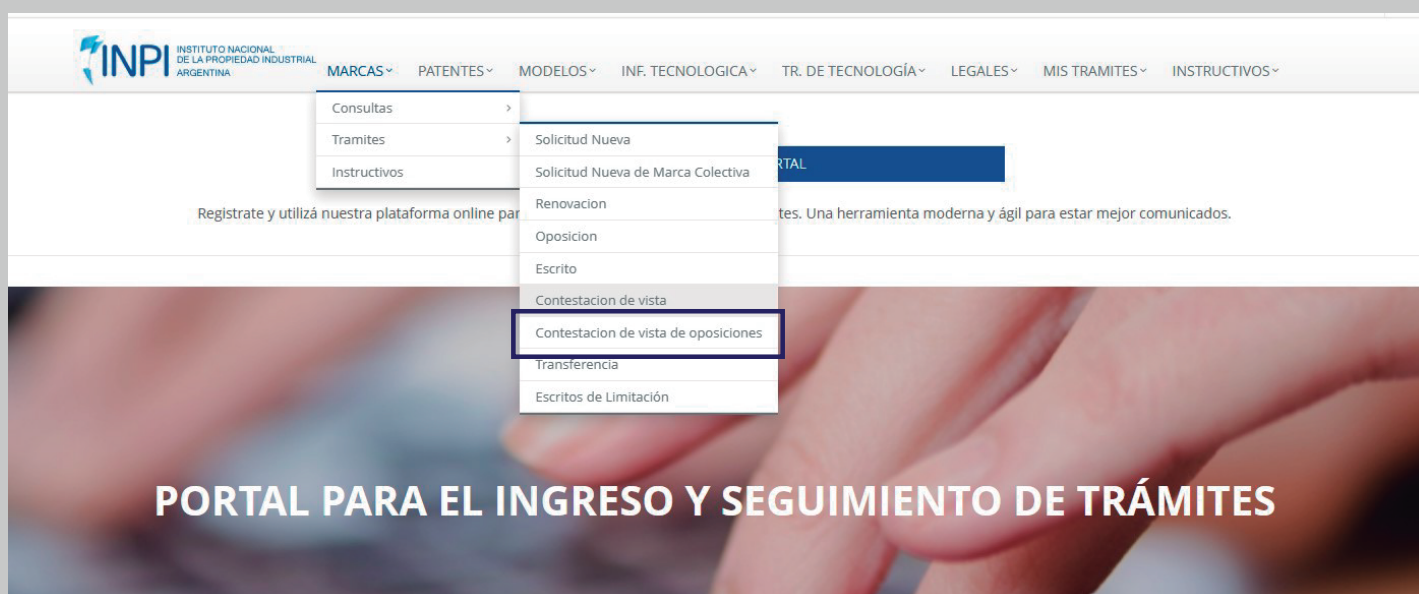 INPI INSTITUTO NACIONAL
DE LA PROPIEDAD INDUSTRIAL
ARGENTINA
MARCAS PATENTES MODELOS INF. TECNOLOGICA TR. DE TECNOLOGÍA LEGALES MIS TRAMITES INSTRUCTIVOS
Consultas
Tramites
Instructivos
Solicitud Nueva
Solicitud Nueva de Marca Colectiva
Renovacion
Oposicion
Escrito
Contestacion de vista
Contestacion de vista de oposiciones
Transferencia
Escritos de Limitación
Registrate y utilizá nuestra plataforma online Una herramienta moderna y ágil para estar mejor comunicados.
PORTAL PARA EL INGRESO Y SEGUIMIENTO DE TRÁMITES